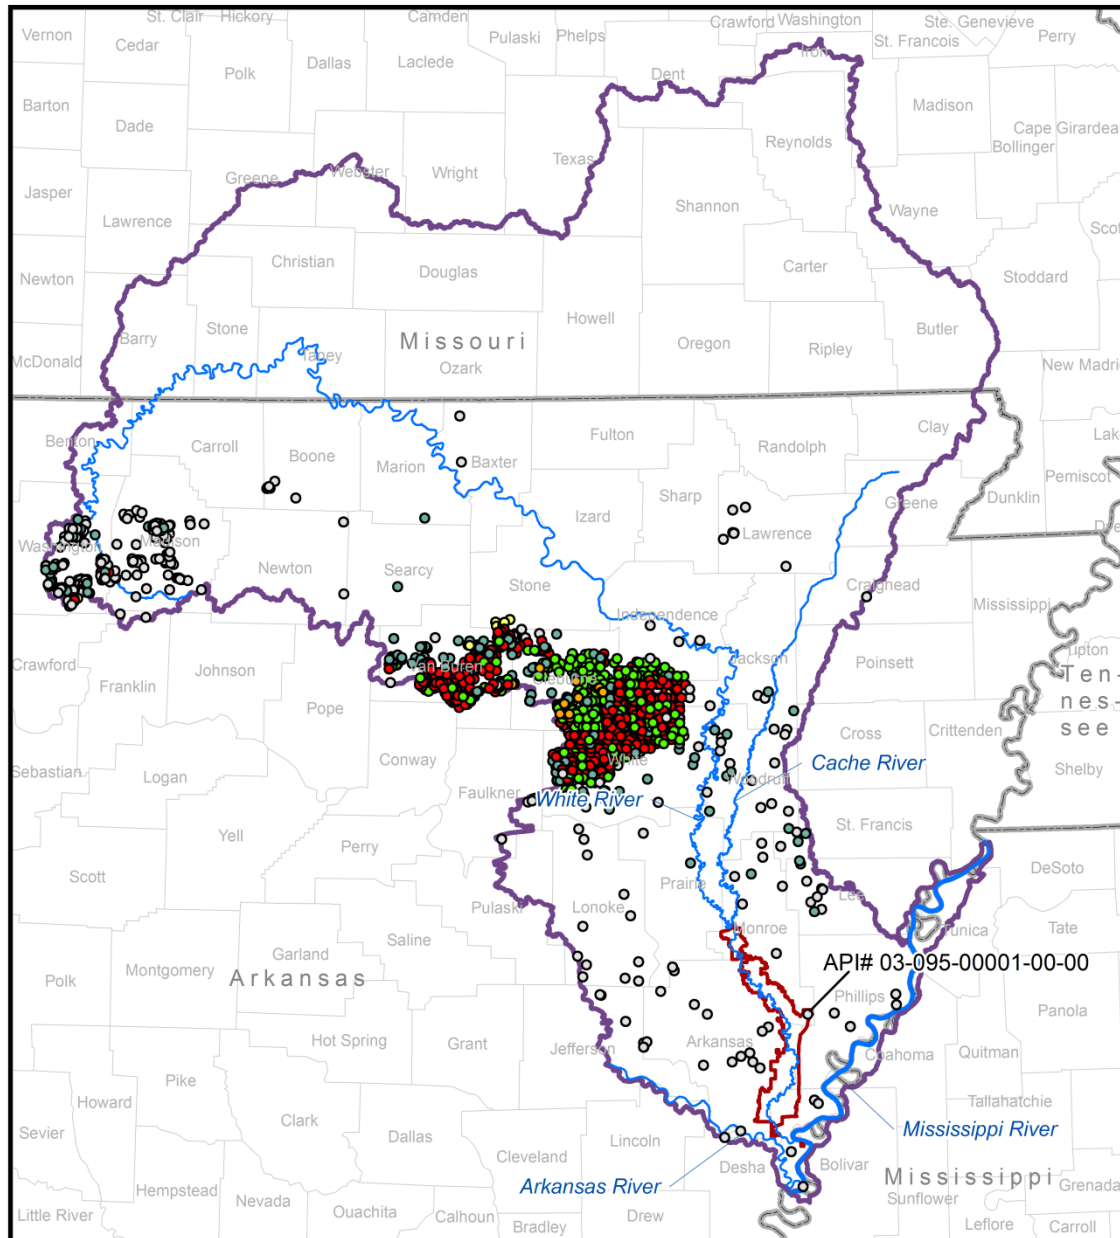 St. Clair
Hickory
Camden
Crawford
Washington
Ste. Genevieve
Vernon
Cedar
Pulaski
Phelps
St. Francois
Perry
Polk
Dallas
Laclede
Dent
Iron
Barton
Dade
Madison
Cape Girardeau
Bollinger
Reynolds
Texas
Jasper
Greene
Webster
Wright
Lawrence
Shannon
Wayne
Newton
Christian
Douglas
Carter
Stoddard
Howell
Barry
Stone
Taney
Missouri
Ozark
Oregon
Ripley
Butler
McDonald
New Madrid
Benton
Carroll
Boone
Marion
Baxter
Fulton
Randolph
Clay
Sharp
Greene
Dunklin
Pemiscot
Izard
Lawrence
Washington
Madison
Newton
Searcy
Stone
Craighead
Independence
Mississippi
Crawford
Johnson
Van Buren
Cleburne
Jackson
Poinsett
Tipton
Franklin
Pope
Ten-
nes-
see
Cross
Crittenden
Sebastian
Logan
Conway
White
Woodruff
Cache River
Shelby
Faulkner
White River
Yell
Perry
St. Francis
Scott
Prairie
Lee
DeSoto
Pulaski
Lonoke
Monroe
Tunica
Tate
Saline
Garland
Polk
Montgomery
Arkansas
API# 03-095-00001-00-00
Phillips
Panola
Hot Spring
Grant
Jefferson
Arkansas
Coahoma
Quitman
Pike
Howard
Clark
Tallahatchie
Sevier
Dallas
Lincoln
Cleveland
Mississippi River
Desha
Bolivar
Mississippi
Hempstead
Nevada
Arkansas River
Sunflower
Grenada
Little River
Ouachita
Calhoun
Bradley
Drew
Leflore
Carroll